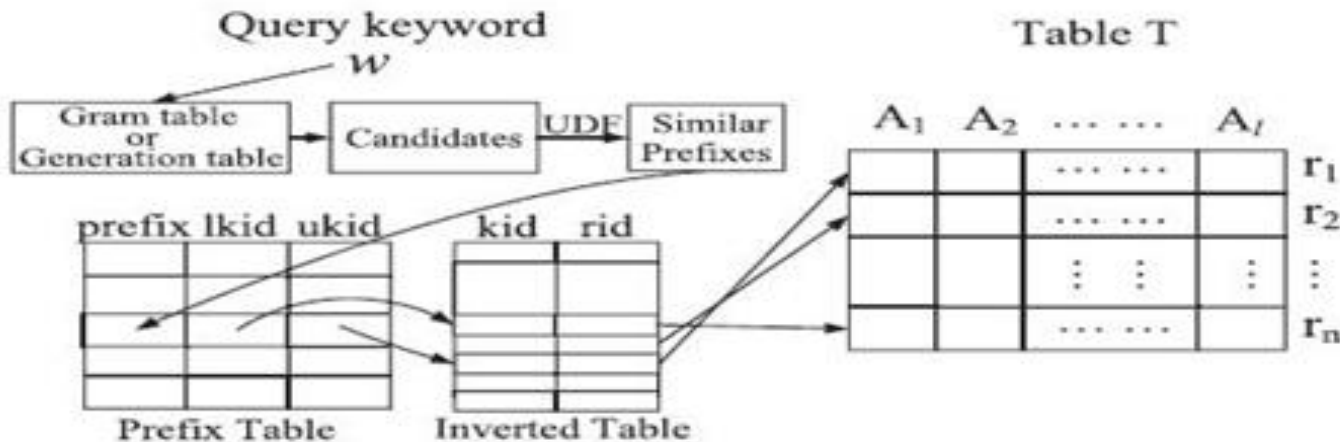 Query keyword
w
Table T
Gram table
or
Generation table
Candidates
UDF
Similar
Prefixes
A1 A2 ... ... Al
... ... r1
... ... r2
⋮ ⋮ ⋮ ⋮
... ... rn
prefix lkid ukid
kid rid
Prefix Table
Inverted Table